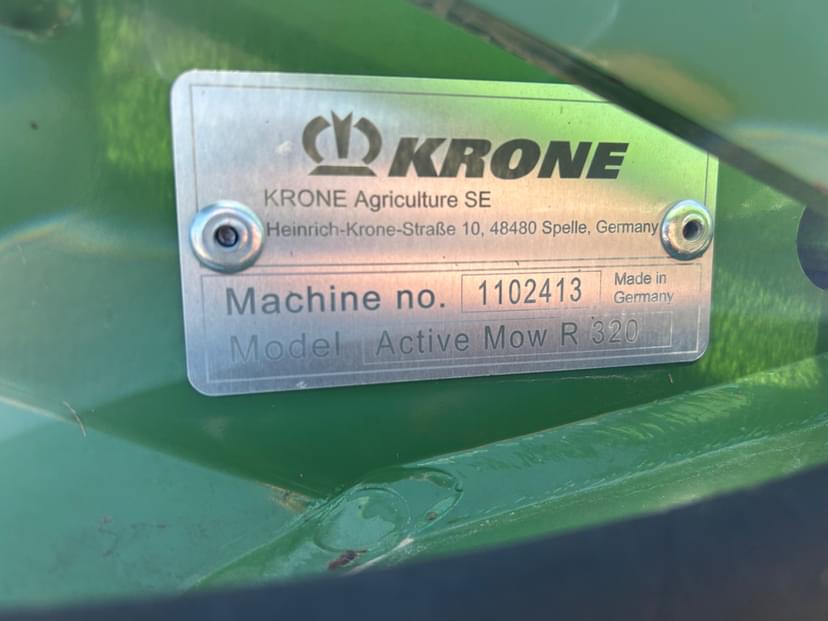 KRONE
KRONE Agriculture SE
Heinrich-Krone-Straße 10, 48480 Spelle, Germany
Machine no. 1102413 Made in Germany
Model Active Mow R 320